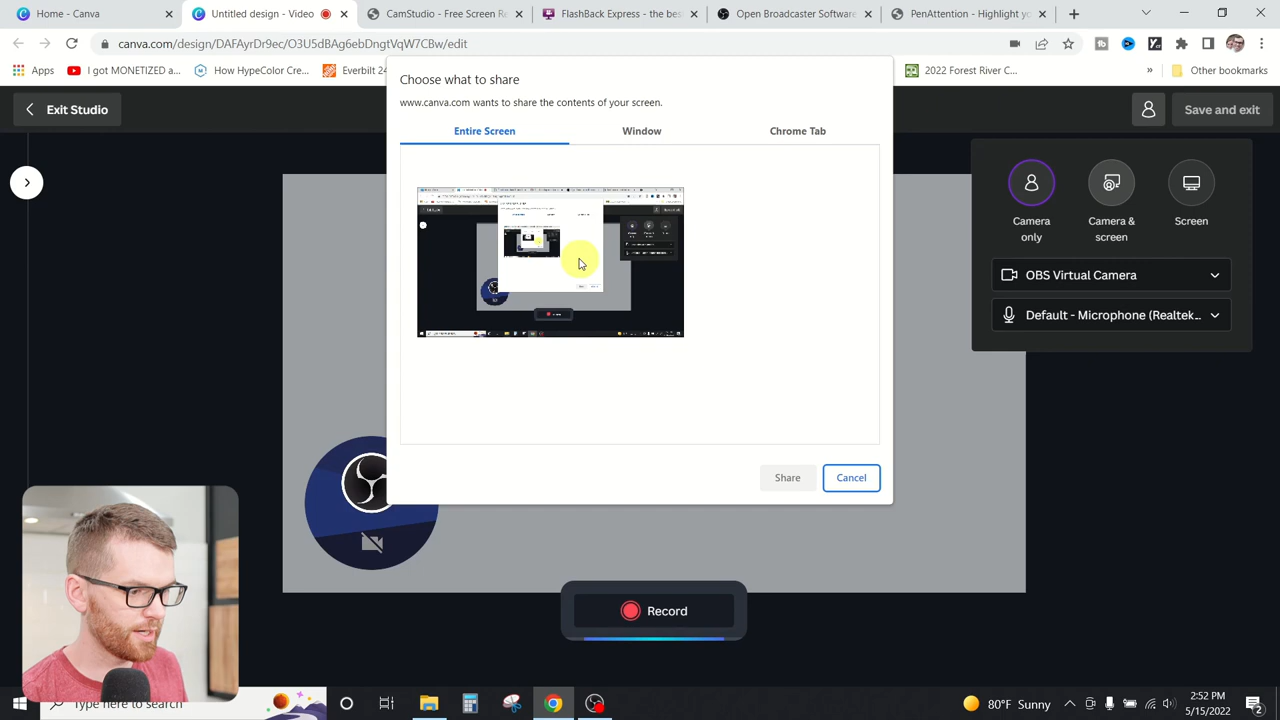 Home
Untitled design - Video
CamStudio - Screen Re
FlashBack Express - the bes
Open Broadcaster Software
PenAttention - Highlight yo
canva.com/design/DAFAyrDr9ec/O3U5dBAg6ebDngtVqW7CBw/edit
Apps
I got MONETIZED a...
How HypeColor Cre...
Everbilt 24
2022 Forest River C...
»
Other bookmarks
Choose what to share
www.canva.com wants to share the contents of your screen.
Exit Studio
Save and exit
Entire Screen
Window
Chrome Tab
Camera only
Camera & screen
Screen
OBS Virtual Camera
Default - Microphone (Realtek...
Share
Cancel
Record
Type here to search
Sunny
2:52 PM
5/15/2022